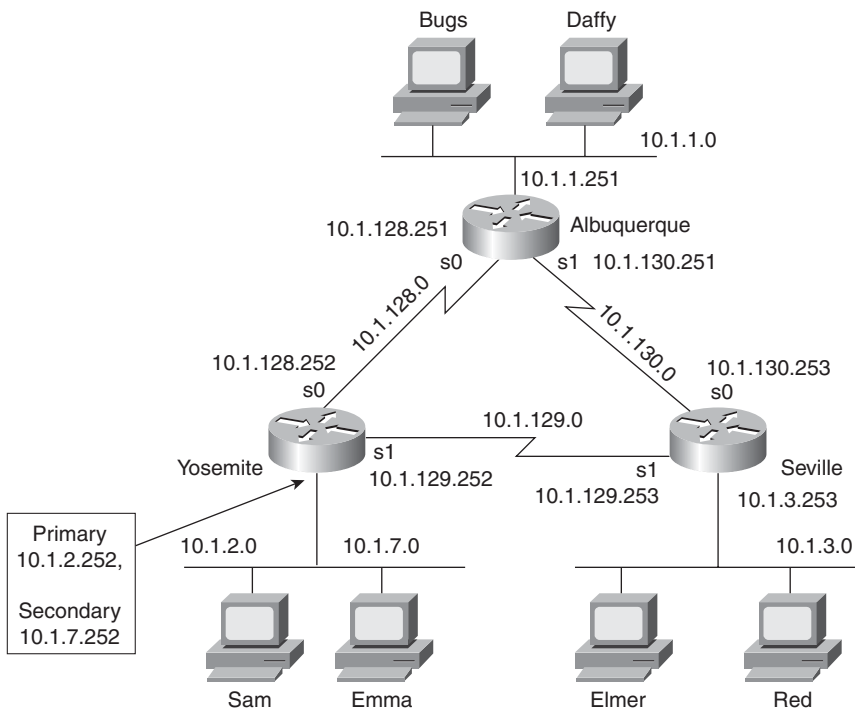 Bugs
Daffy
10.1.1.0
10.1.1.251
10.1.128.251
Albuquerque
s0
s1 10.1.130.251
10.1.128.0
10.1.130.0
10.1.128.252
s0
10.1.130.253
s0
10.1.129.0
Yosemite
s1
10.1.129.252
s1
10.1.129.253
Seville
10.1.3.253
Primary
10.1.2.252,
Secondary
10.1.7.252
10.1.2.0
10.1.7.0
10.1.3.0
Sam
Emma
Elmer
Red